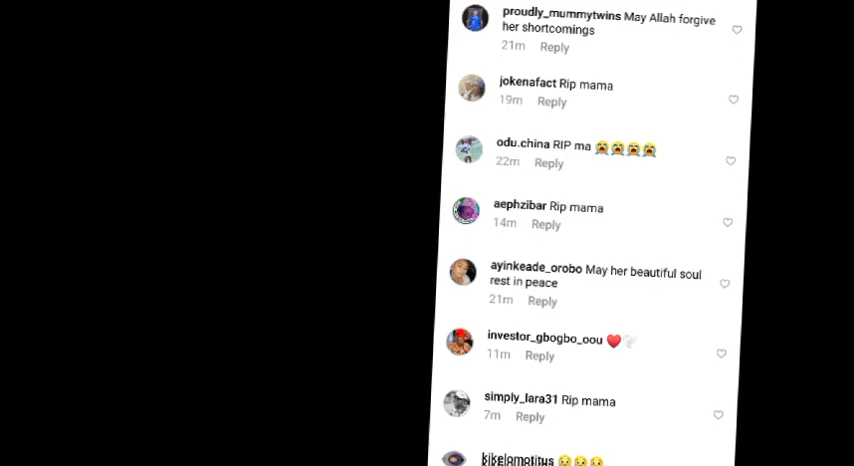 proudly_mummytwins May Allah forgive
her shortcomings
21m Reply
jokenafact Rip mama
19m Reply
odu.china RIP ma 😭😭😭😭
22m Reply
aephzibar Rip mama
14m Reply
ayinkeade_orobo May her beautiful soul
rest in peace
21m Reply
investor_gbogbo_oou ❤️🕊️
11m Reply
simply_lara31 Rip mama
7m Reply
kikelomotitus 😢😢😢